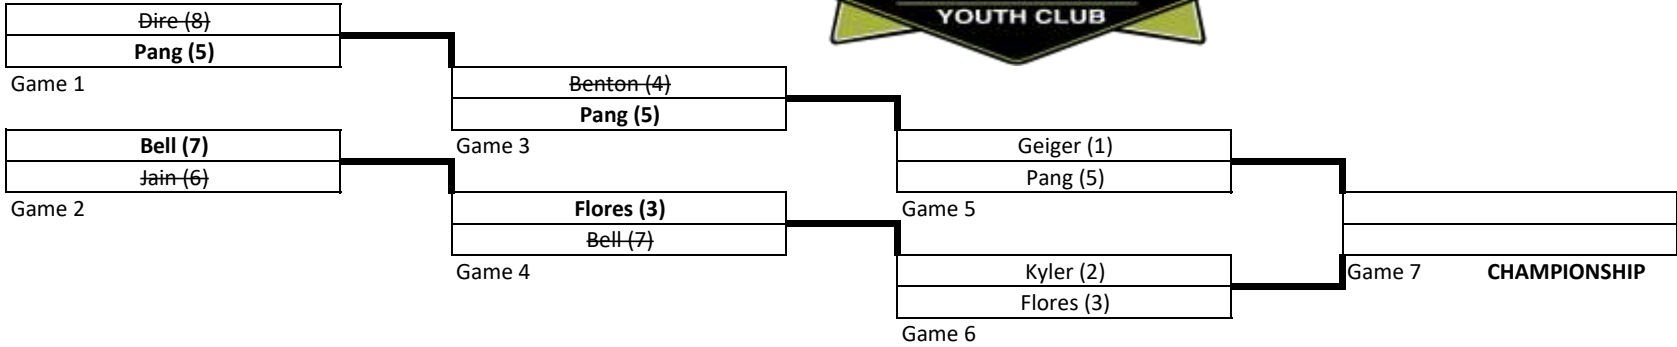 YOUTH CLUB
Dire (8)
Pang (5)
Game 1
Bell (7)
Jain (6)
Game 2
Benton (4)
Pang (5)
Game 3
Flores (3)
Bell (7)
Game 4
Geiger (1)
Pang (5)
Game 5
Kyler (2)
Flores (3)
Game 6
Game 7 CHAMPIONSHIP